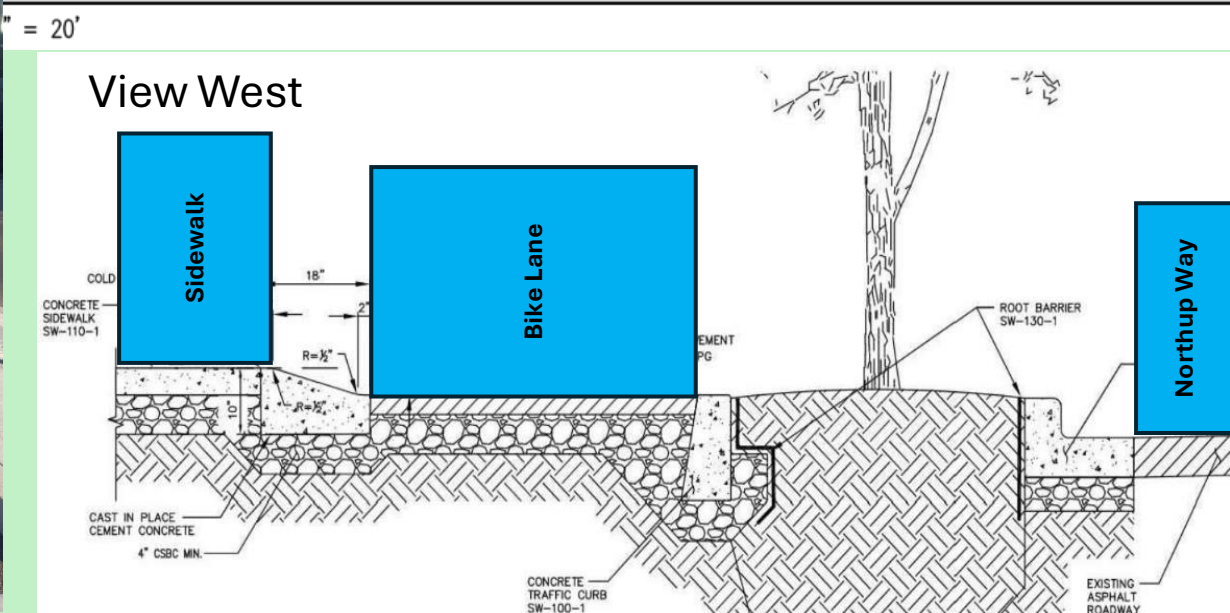 " = 20'
View West
Sidewalk
Bike Lane
Northup Way
COLD
CONCRETE
SIDEWALK
SW-110-1
18"
2"
R=½"
R=½"
10"
EMENT
PG
ROOT BARRIER
SW-130-1
CAST IN PLACE
CEMENT CONCRETE
4" CSBC MIN.
CONCRETE
TRAFFIC CURB
SW-100-1
EXISTING
ASPHALT
ROADWAY